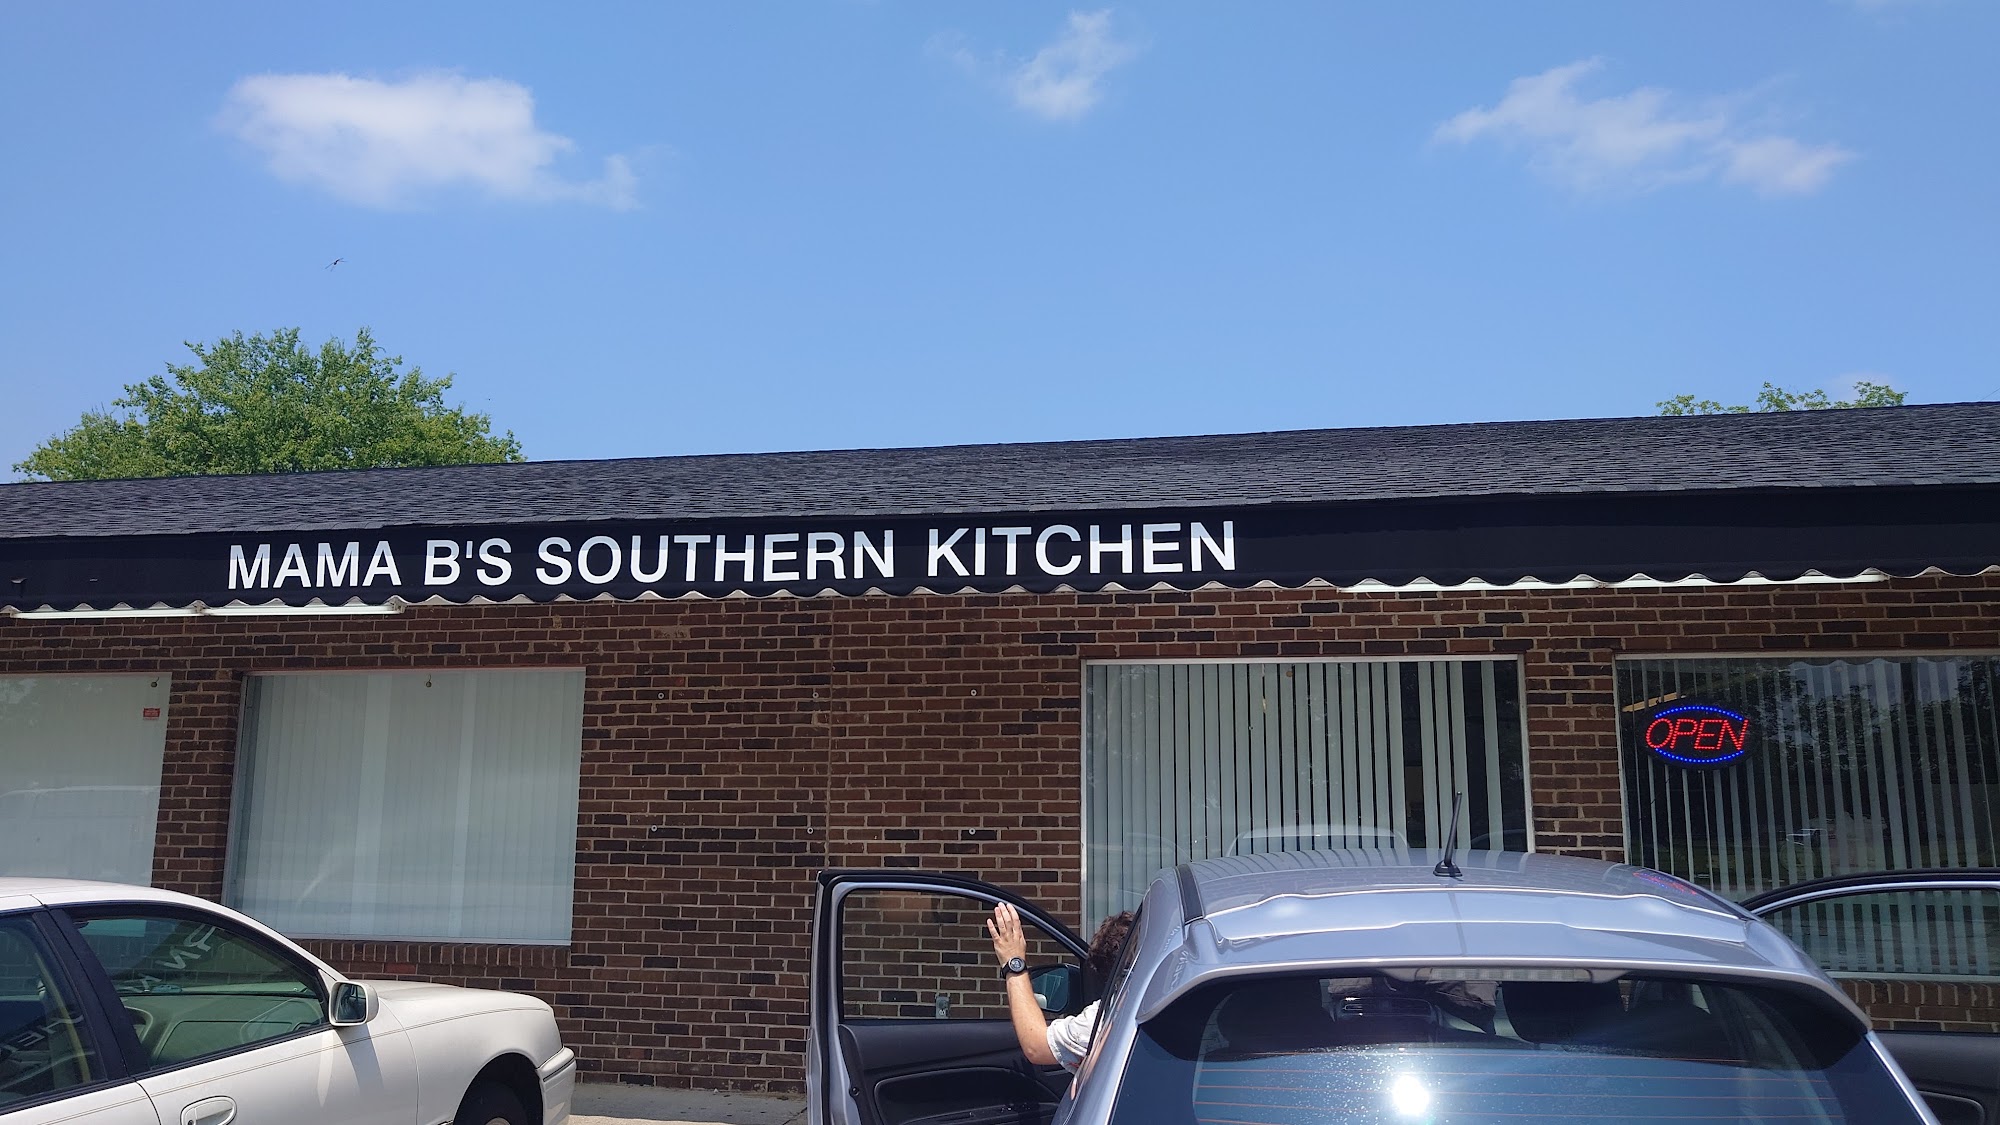 MAMA B'S SOUTHERN KITCHEN
OPEN